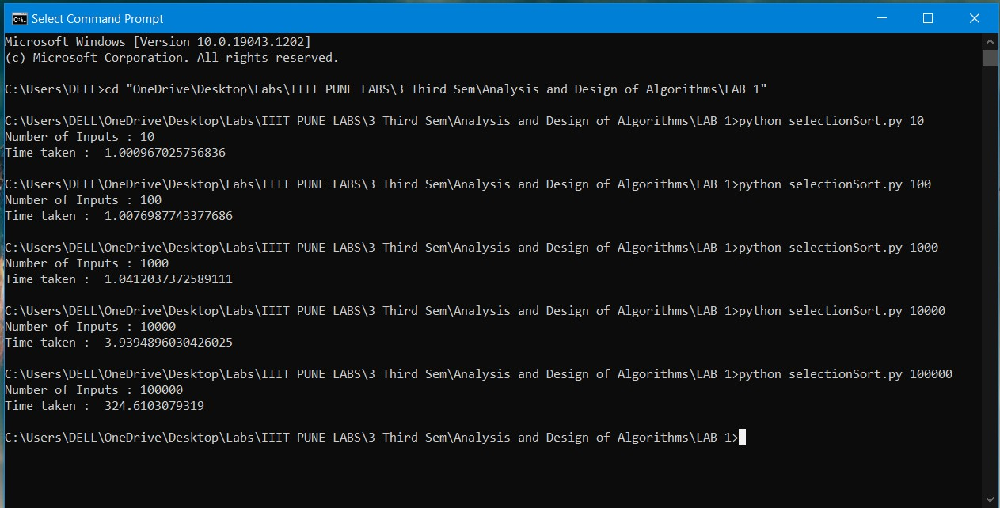 Select Command Prompt
Microsoft Windows [Version 10.0.19043.1202]
(c) Microsoft Corporation. All rights reserved.
C:\Users\DELL>cd "OneDrive\Desktop\Labs\IIIT PUNE LABS\3 Third Sem\Analysis and Design of Algorithms\LAB 1"
C:\Users\DELL\OneDrive\Desktop\Labs\IIIT PUNE LABS\3 Third Sem\Analysis and Design of Algorithms\LAB 1>python selectionSort.py 10
Number of Inputs : 10
Time taken :  1.000967025756836
C:\Users\DELL\OneDrive\Desktop\Labs\IIIT PUNE LABS\3 Third Sem\Analysis and Design of Algorithms\LAB 1>python selectionSort.py 100
Number of Inputs : 100
Time taken :  1.0076987743377686
C:\Users\DELL\OneDrive\Desktop\Labs\IIIT PUNE LABS\3 Third Sem\Analysis and Design of Algorithms\LAB 1>python selectionSort.py 1000
Number of Inputs : 1000
Time taken :  1.0412037372589111
C:\Users\DELL\OneDrive\Desktop\Labs\IIIT PUNE LABS\3 Third Sem\Analysis and Design of Algorithms\LAB 1>python selectionSort.py 10000
Number of Inputs : 10000
Time taken :  3.9394896030426025
C:\Users\DELL\OneDrive\Desktop\Labs\IIIT PUNE LABS\3 Third Sem\Analysis and Design of Algorithms\LAB 1>python selectionSort.py 100000
Number of Inputs : 100000
Time taken :  324.6103079319
C:\Users\DELL\OneDrive\Desktop\Labs\IIIT PUNE LABS\3 Third Sem\Analysis and Design of Algorithms\LAB 1>